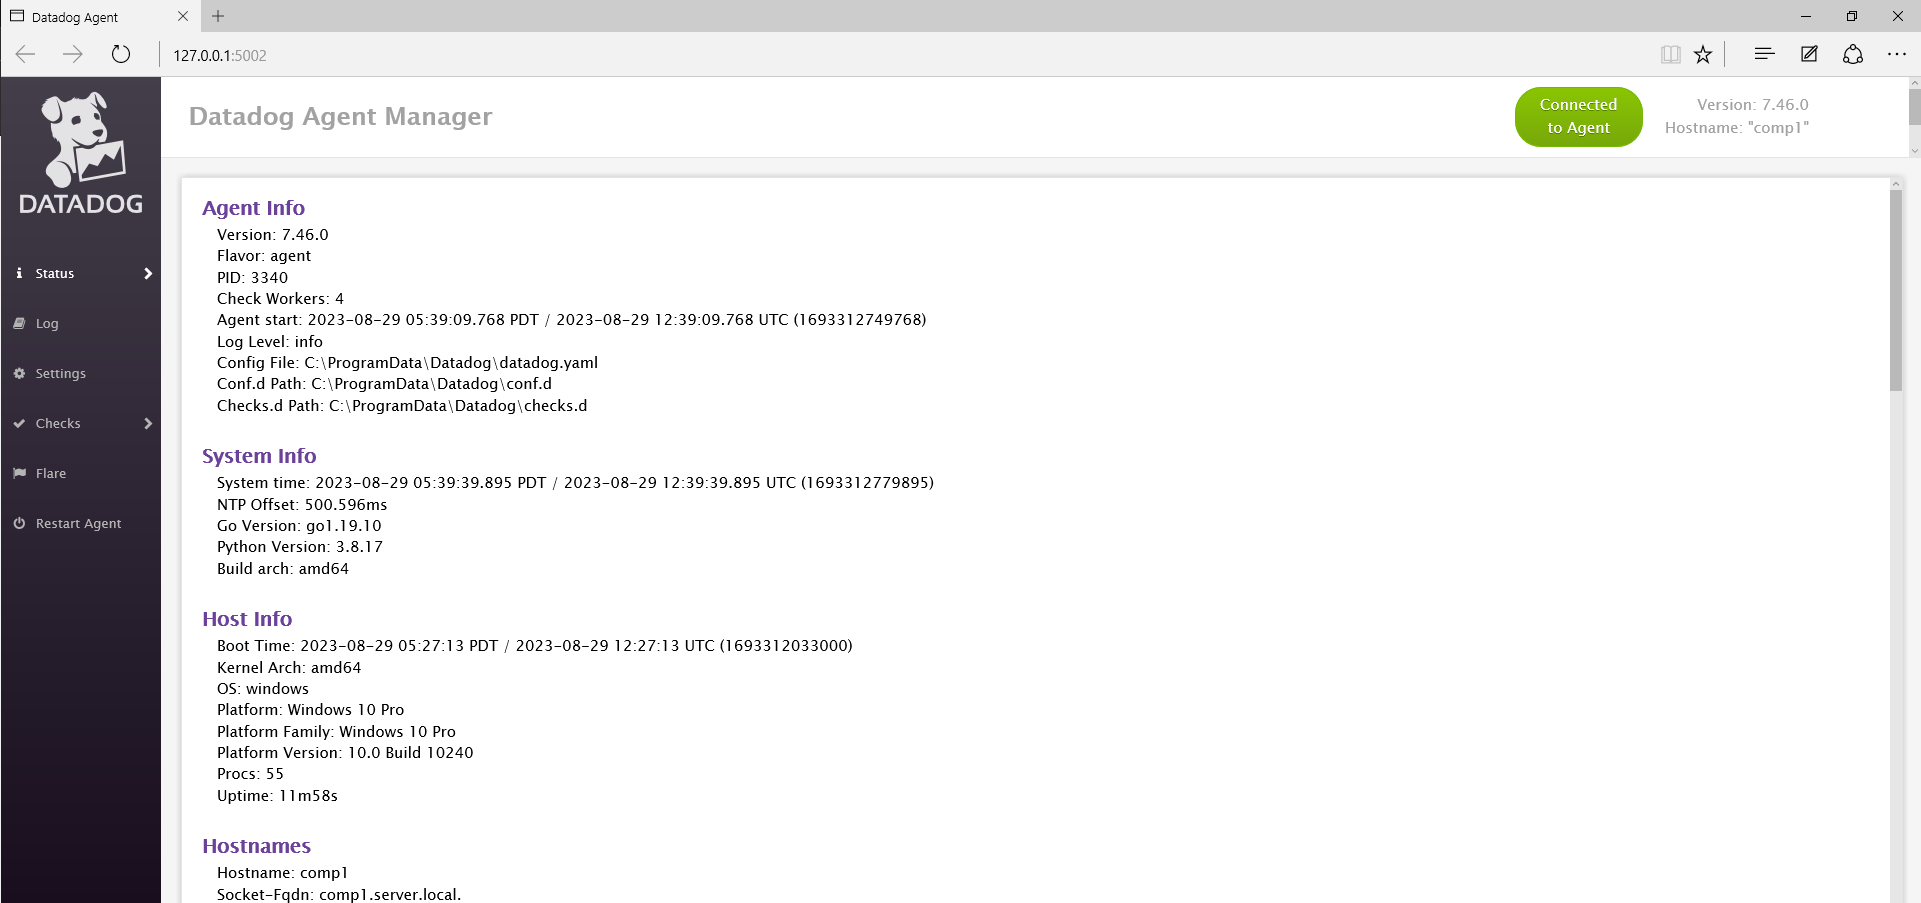 Datadog Agent
127.0.0.1:5002
DATADOG
Status
Log
Settings
Checks
Flare
Restart Agent
Datadog Agent Manager
Connected
to Agent
Version: 7.46.0
Hostname: "comp1"
Agent Info
Version: 7.46.0
Flavor: agent
PID: 3340
Check Workers: 4
Agent start: 2023-08-29 05:39:09.768 PDT / 2023-08-29 12:39:09.768 UTC (1693312749768)
Log Level: info
Config File: C:\ProgramData\Datadog\datadog.yaml
Conf.d Path: C:\ProgramData\Datadog\conf.d
Checks.d Path: C:\ProgramData\Datadog\checks.d
System Info
System time: 2023-08-29 05:39:39.895 PDT / 2023-08-29 12:39:39.895 UTC (1693312779895)
NTP Offset: 500.596ms
Go Version: go1.19.10
Python Version: 3.8.17
Build arch: amd64
Host Info
Boot Time: 2023-08-29 05:27:13 PDT / 2023-08-29 12:27:13 UTC (1693312033000)
Kernel Arch: amd64
OS: windows
Platform: Windows 10 Pro
Platform Family: Windows 10 Pro
Platform Version: 10.0 Build 10240
Procs: 55
Uptime: 11m58s
Hostnames
Hostname: comp1
Socket-Fqdn: comp1.server.local.